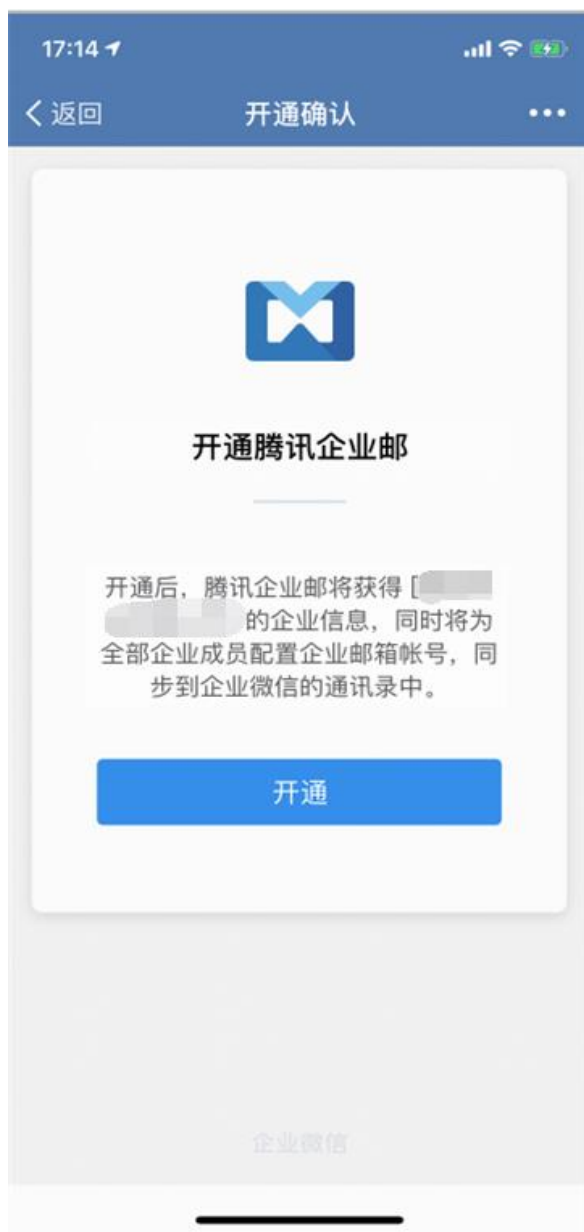 17:14
返回 开通确认
开通腾讯企业邮
开通后，腾讯企业邮将获得 [
的企业信息，同时将为
全部企业成员配置企业邮箱帐号，同
步到企业微信的通讯录中。
开通
企业微信